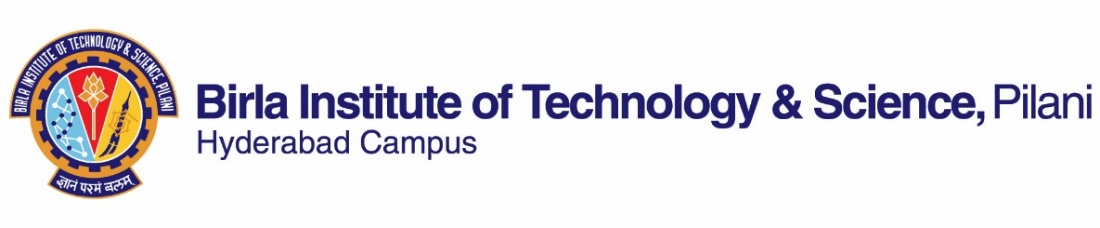 BIRLA INSTITUTE OF TECHNOLOGY & SCIENCE, PILANI
ज्ञानं परमं बलम्
Birla Institute of Technology & Science, Pilani
Hyderabad Campus